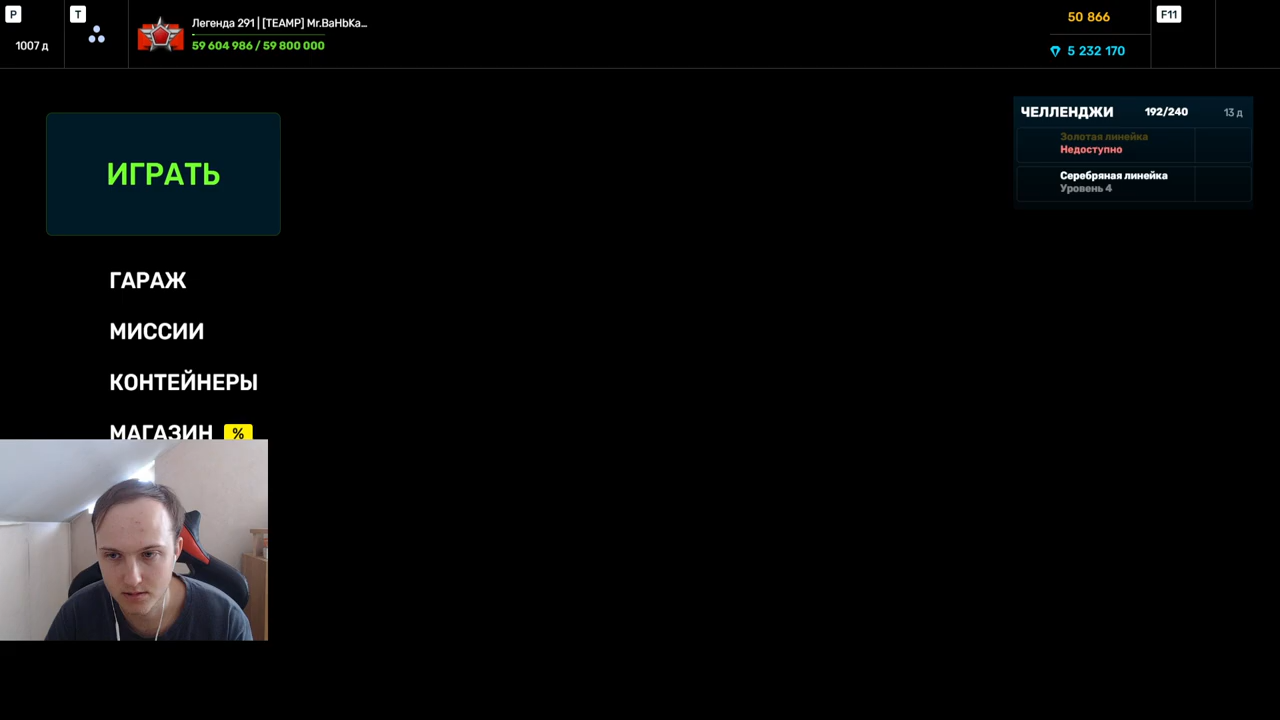 P
1007 д
T
Легенда 291 | [TEAMP] Mr.BaHbKa...
59 604 986 / 59 800 000
50 866
5 232 170
F11
ЧЕЛЛЕНДЖИ 192/240 13 д
Золотая линейка
Недоступно
Серебряная линейка
Уровень 4
ИГРАТЬ
ГАРАЖ
МИССИИ
КОНТЕЙНЕРЫ
МАГАЗИН %